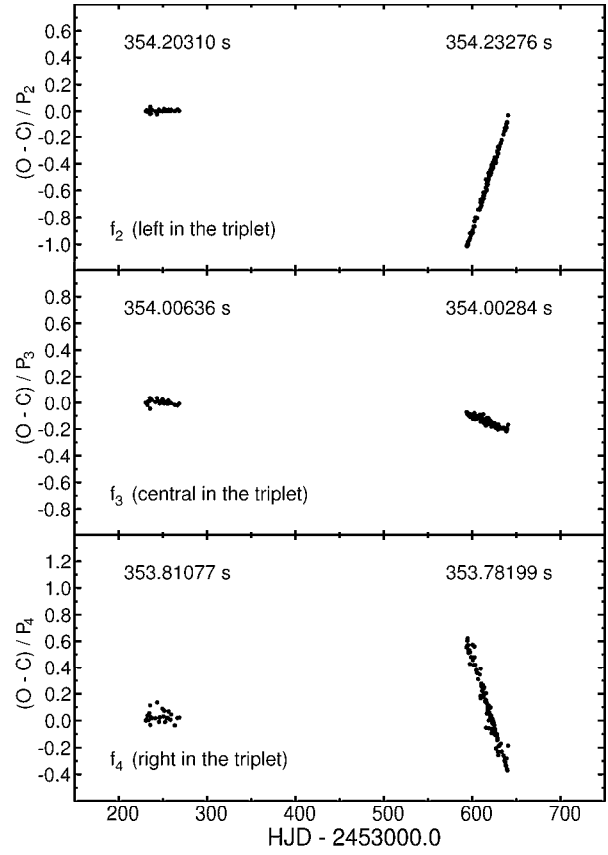 0.6
0.4
0.2
0.0
-0.2
-0.4
-0.6
-0.8
-1.0
(O - C) / P2
354.20310 s
354.23276 s
f2 (left in the triplet)
0.8
0.6
0.4
0.2
0.0
-0.2
-0.4
-0.6
-0.8
(O - C) / P3
354.00636 s
354.00284 s
f3 (central in the triplet)
1.2
1.0
0.8
0.6
0.4
0.2
0.0
-0.2
-0.4
(O - C) / P4
353.81077 s
353.78199 s
f4 (right in the triplet)
200 300 400 500 600 700
HJD - 2453000.0